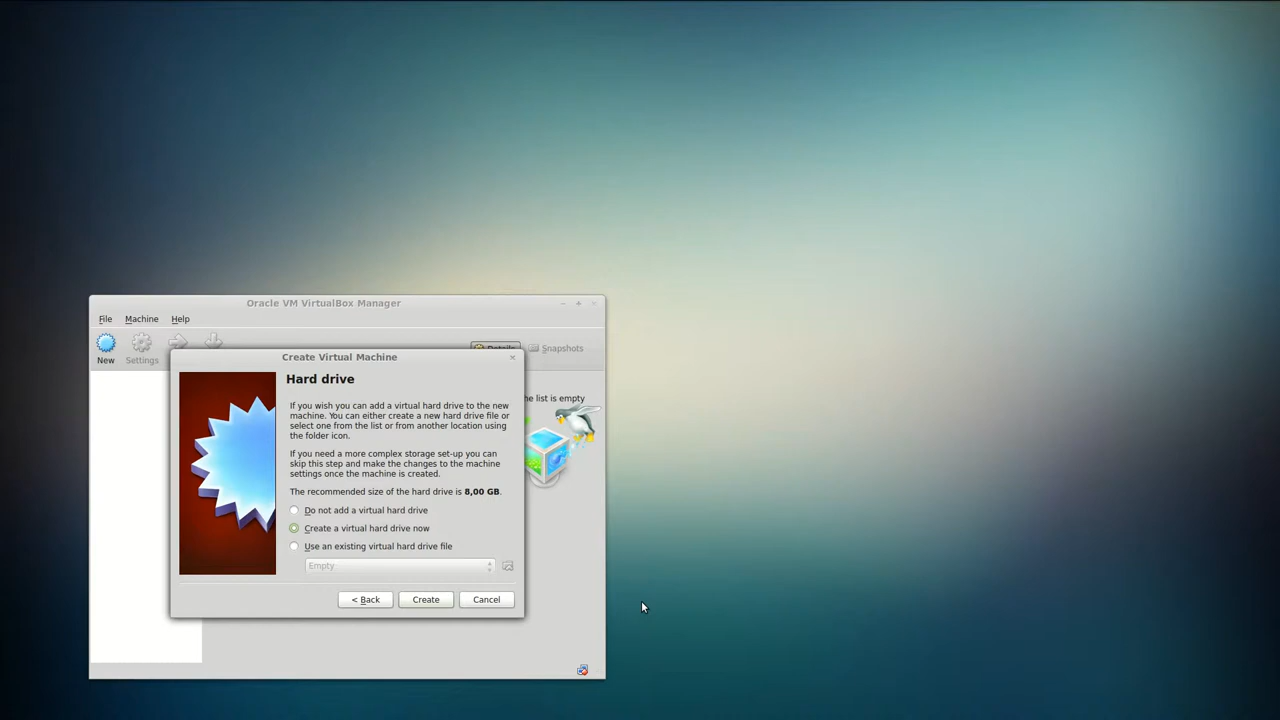 Oracle VM VirtualBox Manager
File Machine Help
New Settings
Snapshots
Create Virtual Machine
Hard drive
If you wish you can add a virtual hard drive to the new
machine. You can either create a new hard drive file or
select one from the list or from another location using
the folder icon.
If you need a more complex storage set-up you can
skip this step and make the changes to the machine
settings once the machine is created.
The recommended size of the hard drive is 8,00 GB.
Do not add a virtual hard drive
Create a virtual hard drive now
Use an existing virtual hard drive file
Empty
< Back Create Cancel
he list is empty